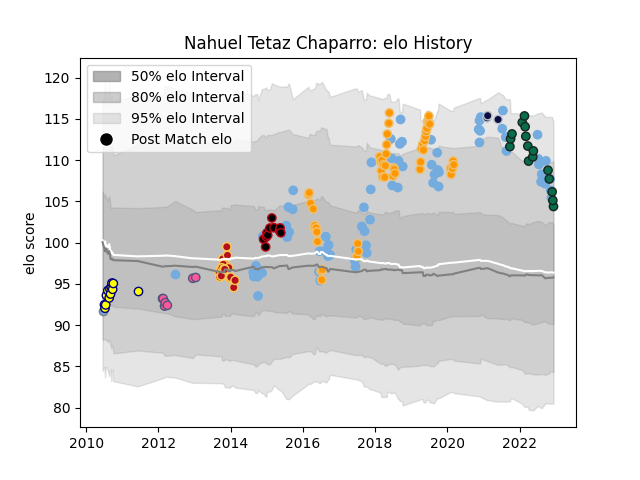 Nahuel Tetaz Chaparro: elo History
50% elo Interval
80% elo Interval
95% elo Interval
Post Match elo
elo score
120
115
110
105
100
95
90
85
80
2010 2012 2014 2016 2018 2020 2022